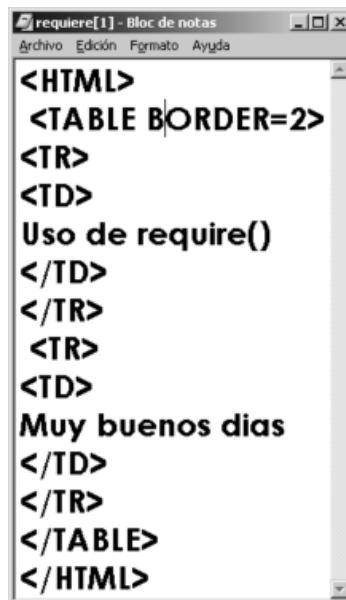 requiere[1] - Bloc de notas
Archivo Edición Formato Ayuda
<HTML>
<TABLE BORDER=2>
<TR>
<TD>
Uso de require()
</TD>
</TR>
<TR>
<TD>
Muy buenos dias
</TD>
</TR>
</TABLE>
</HTML>